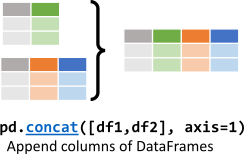 pd.concat([df1,df2], axis=1)
Append columns of DataFrames